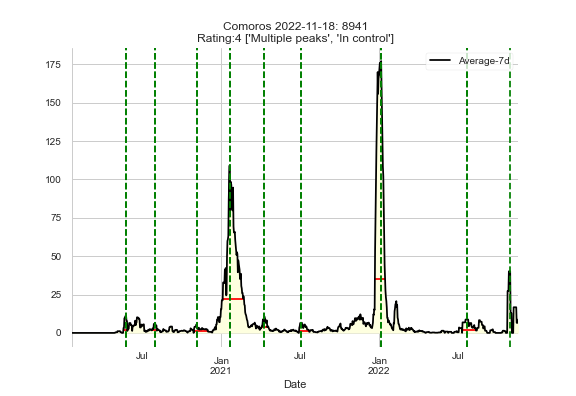 Comoros 2022-11-18: 8941
Rating:4 ['Multiple peaks', 'In control']
Average-7d
175
150
125
100
75
50
25
0
Jul
Jan
2021
Jul
Jan
2022
Jul
Date